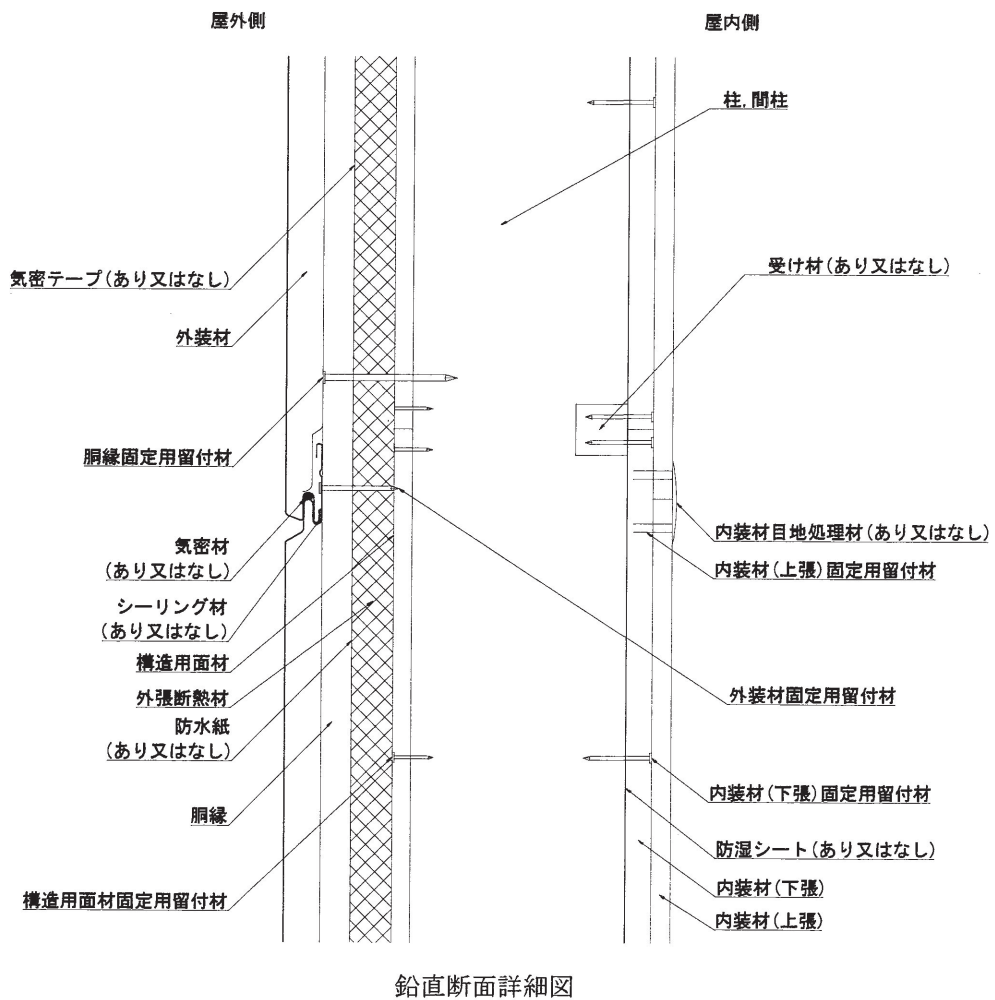 屋外側
屋内側
柱,間柱
気密テープ(あり又はなし)
外装材
胴縁固定用留付材
気密材
(あり又はなし)
シーリング材
(あり又はなし)
構造用面材
外張断熱材
防水紙
(あり又はなし)
胴縁
構造用面材固定用留付材
受け材(あり又はなし)
内装材目地処理材(あり又はなし)
内装材(上張)固定用留付材
外装材固定用留付材
内装材(下張)固定用留付材
防湿シート(あり又はなし)
内装材(下張)
内装材(上張)
鉛直断面詳細図